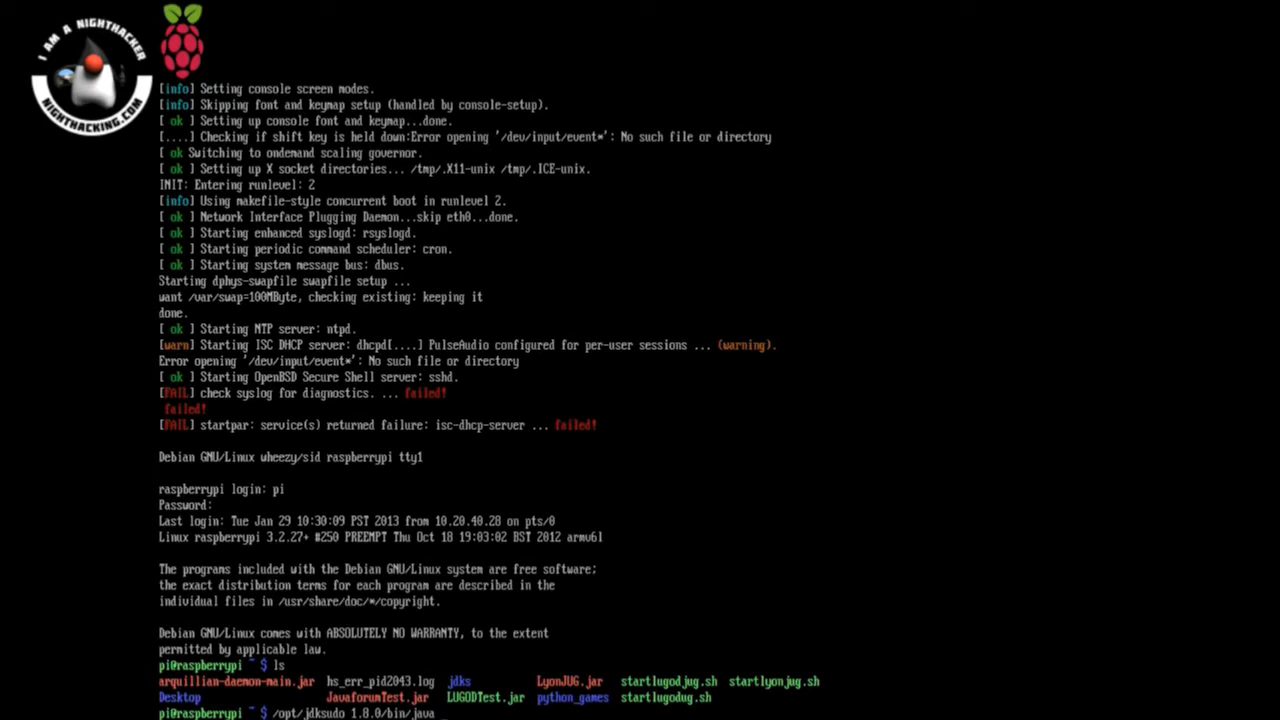 I AM A NIGHTHACKER
NIGHTHACKING.COM
[info] Setting console screen modes.
[info] Skipping font and keymap setup (handled by console-setup).
[ ok ] Setting up console font and keymap...done.
[....] Checking if shift key is held down:Error opening '/dev/input/event*': No such file or directory
[ ok Switching to ondemand scaling governor.
[ ok ] Setting up X socket directories... /tmp/.X11-unix /tmp/.ICE-unix.
INIT: Entering runlevel: 2
[info] Using makefile-style concurrent boot in runlevel 2.
[ ok ] Network Interface Plugging Daemon...skip eth0...done.
[ ok ] Starting enhanced syslogd: rsyslogd.
[ ok ] Starting periodic command scheduler: cron.
[ ok ] Starting system message bus: dbus.
Starting dphys-swapfile swapfile setup ...
want /var/swap=100MByte, checking existing: keeping it
done.
[ ok ] Starting NTP server: ntpd.
[warn] Starting ISC DHCP server: dhcpd[....] PulseAudio configured for per-user sessions ... (warning).
Error opening '/dev/input/event*': No such file or directory
[ ok ] Starting OpenBSD Secure Shell server: sshd.
[FAIL] check syslog for diagnostics. ... failed!
failed!
[FAIL] startpar: service(s) returned failure: isc-dhcp-server ... failed!
Debian GNU/Linux wheezy/sid raspberrypi tty1
raspberrypi login: pi
Password:
Last login: Tue Jan 29 10:30:09 PST 2013 from 10.20.40.28 on pts/0
Linux raspberrypi 3.2.27+ #250 PREEMPT Thu Oct 18 19:03:02 BST 2012 armv6l
The programs included with the Debian GNU/Linux system are free software;
the exact distribution terms for each program are described in the
individual files in /usr/share/doc/*/copyright.
Debian GNU/Linux comes with ABSOLUTELY NO WARRANTY, to the extent
permitted by applicable law.
pi@raspberrypi ~ $ ls
arquillian-daemon-main.jar hs_err_pid2043.log jdks LyonJUG.jar startlugodjug.sh startlyonjug.sh
Desktop JavaforumTest.jar LUGODTest.jar python_games startlugodug.sh
pi@raspberrypi ~ $ /opt/jdksudo 1.8.0/bin/java _